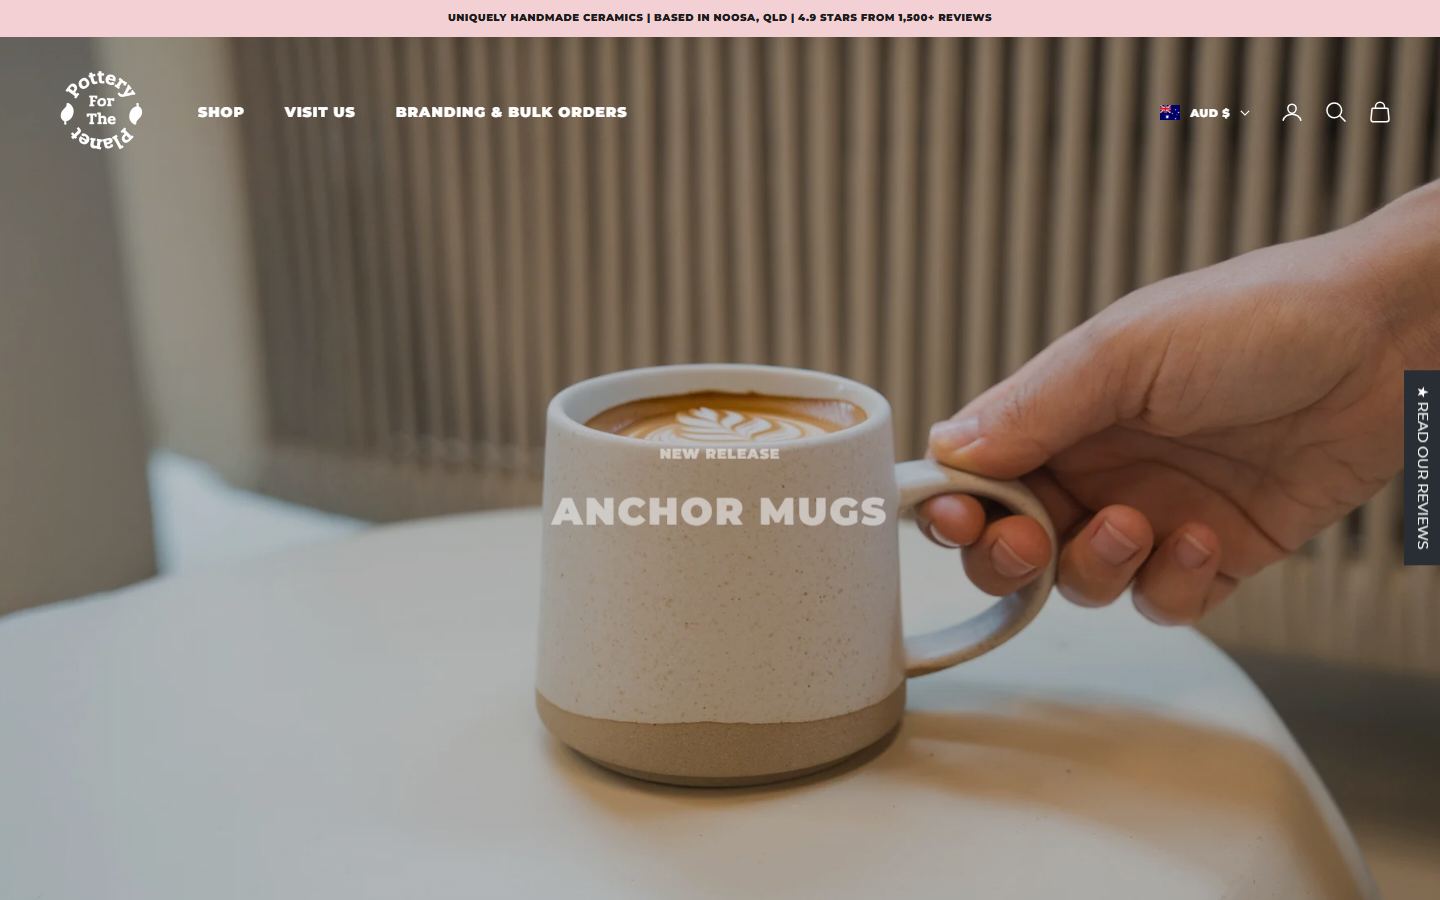 UNIQUELY HANDMADE CERAMICS | BASED IN NOOSA, QLD | 4.9 STARS FROM 1,500+ REVIEWS
Pottery
For
The
Planet
SHOP
VISIT US
BRANDING & BULK ORDERS
AUD $
NEW RELEASE
ANCHOR MUGS
★ READ OUR REVIEWS